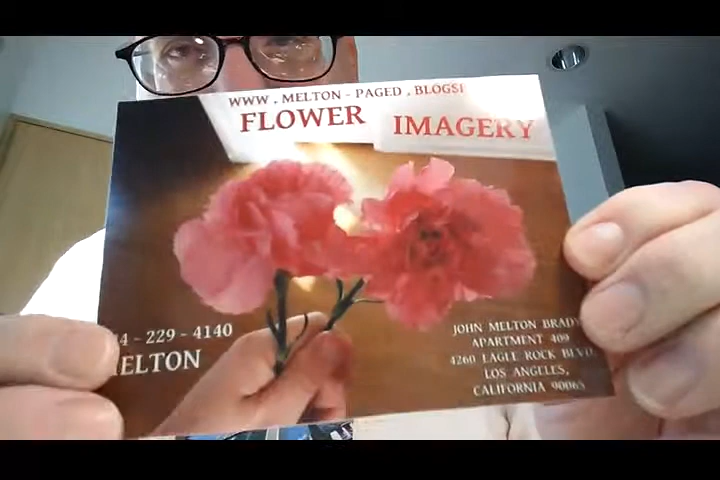 WWW . MELTON - PAGED . BLOGS
FLOWER IMAGERY
4 - 229 - 4140
MELTON
JOHN MELTON BRADY
APARTMENT 409
4260 EAGLE ROCK BLVD
LOS ANGELES,
CALIFORNIA 90065